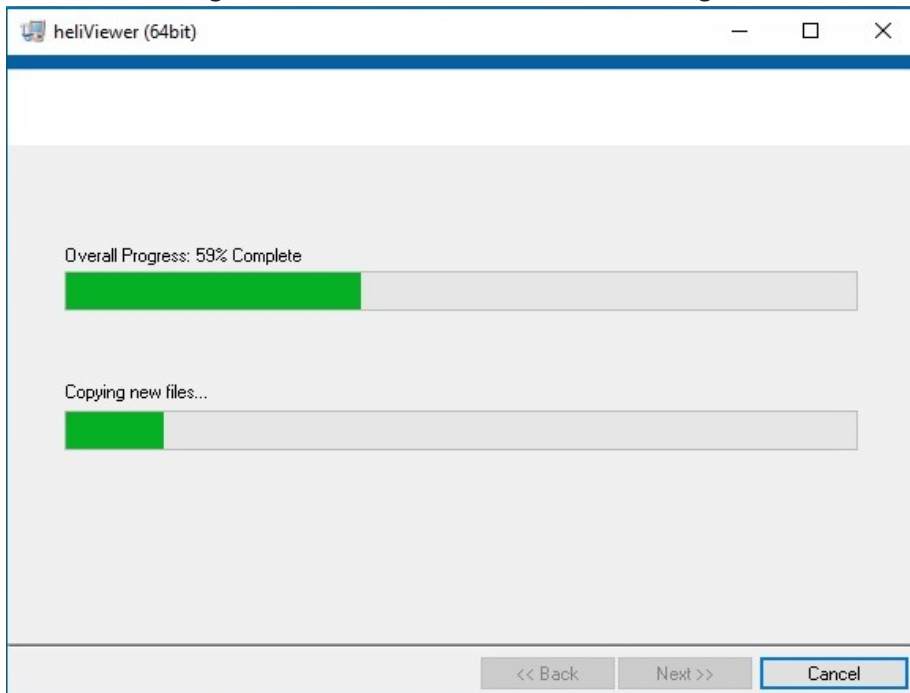 heliViewer (64bit)
Overall Progress: 59% Complete
Copying new files...
<< Back Next >> Cancel